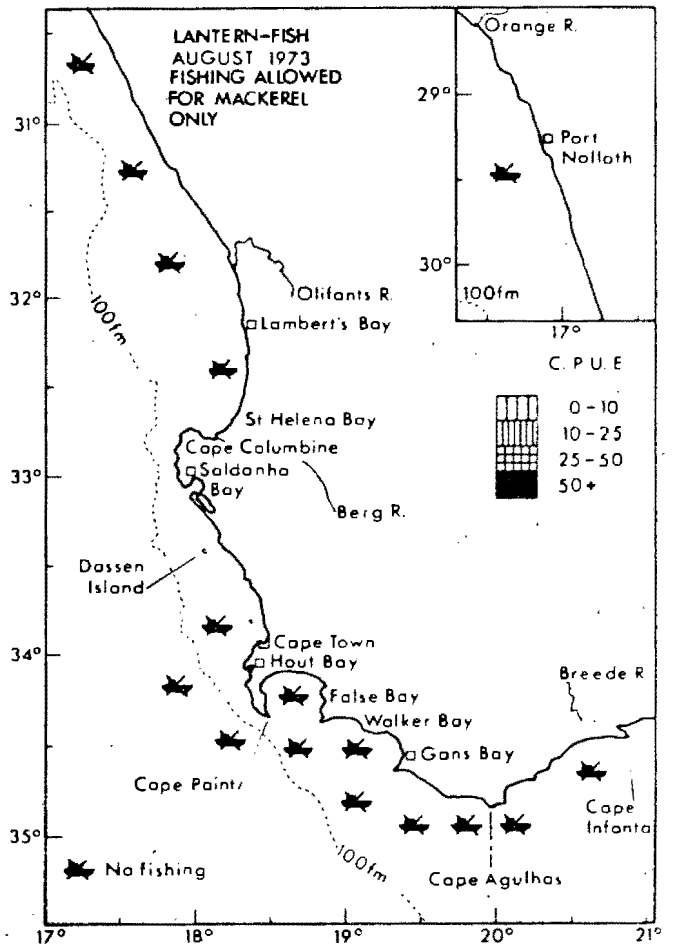 LANTERN-FISH
AUGUST 1973
FISHING ALLOWED
FOR MACKEREL
ONLY
Orange R.
29°
Port
Nolloth
30°
100fm
17°
31°
32°
33°
34°
35°
100fm
Olifants R.
Lambert's Bay
C. P. U. E
0-10
10-25
25-50
50+
St Helena Bay
Cape Columbine
Saldanha
Bay
Berg R.
Dassen
Island
Cape Town
Hout Bay
Breede R
False Bay
Walker Bay
Gans Bay
Cape Point
Cape
Infanta
100fm
Cape Agulhas
No fishing
17°
18°
19°
20°
21°